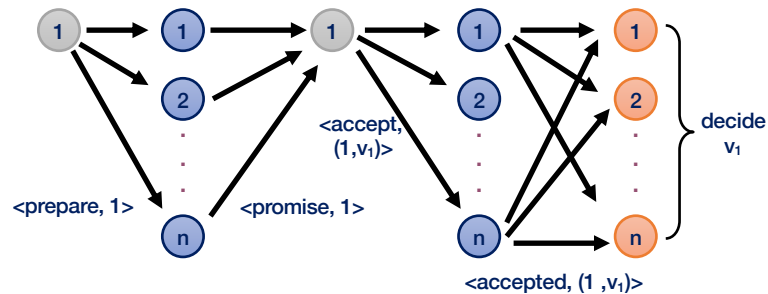 1 1 1 1 1
2 2 2
<accept,
(1,v₁)>
decide
v₁
<prepare, 1>
<promise, 1>
n n n
<accepted, (1 ,v₁)>